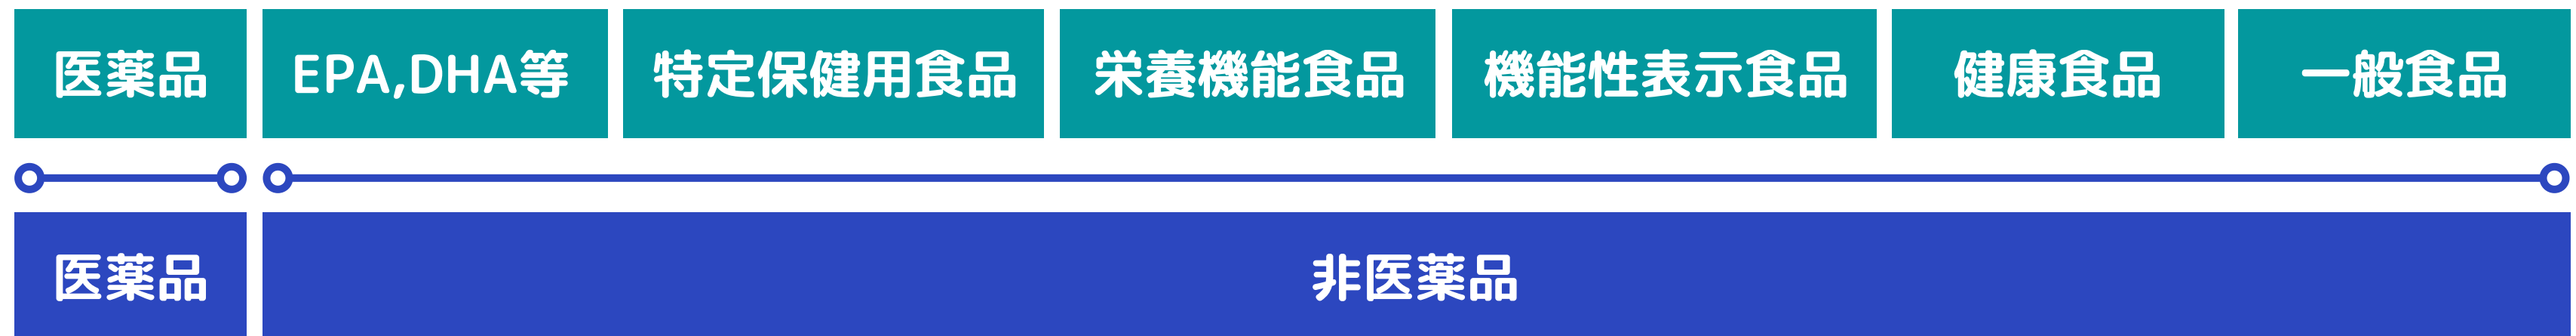 医薬品
EPA,DHA等
特定保健用食品
栄養機能食品
機能性表示食品
健康食品
一般食品
医薬品
非医薬品